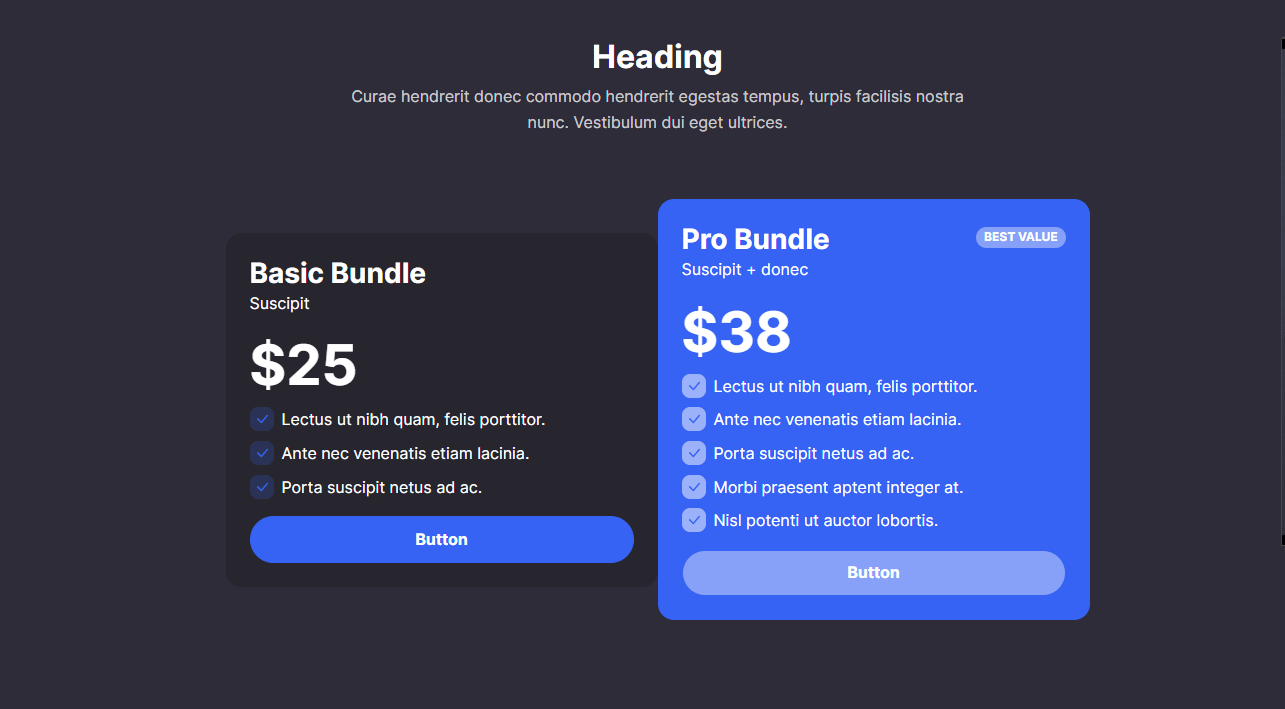 Heading
Curae hendrerit donec commodo hendrerit egestas tempus, turpis facilisis nostra
nunc. Vestibulum dui eget ultrices.
Basic Bundle
Suscipit
$25
Lectus ut nibh quam, felis porttitor.
Ante nec venenatis etiam lacinia.
Porta suscipit netus ad ac.
Button
Pro Bundle
BEST VALUE
Suscipit + donec
$38
Lectus ut nibh quam, felis porttitor.
Ante nec venenatis etiam lacinia.
Porta suscipit netus ad ac.
Morbi praesent aptent integer at.
Nisl potenti ut auctor lobortis.
Button